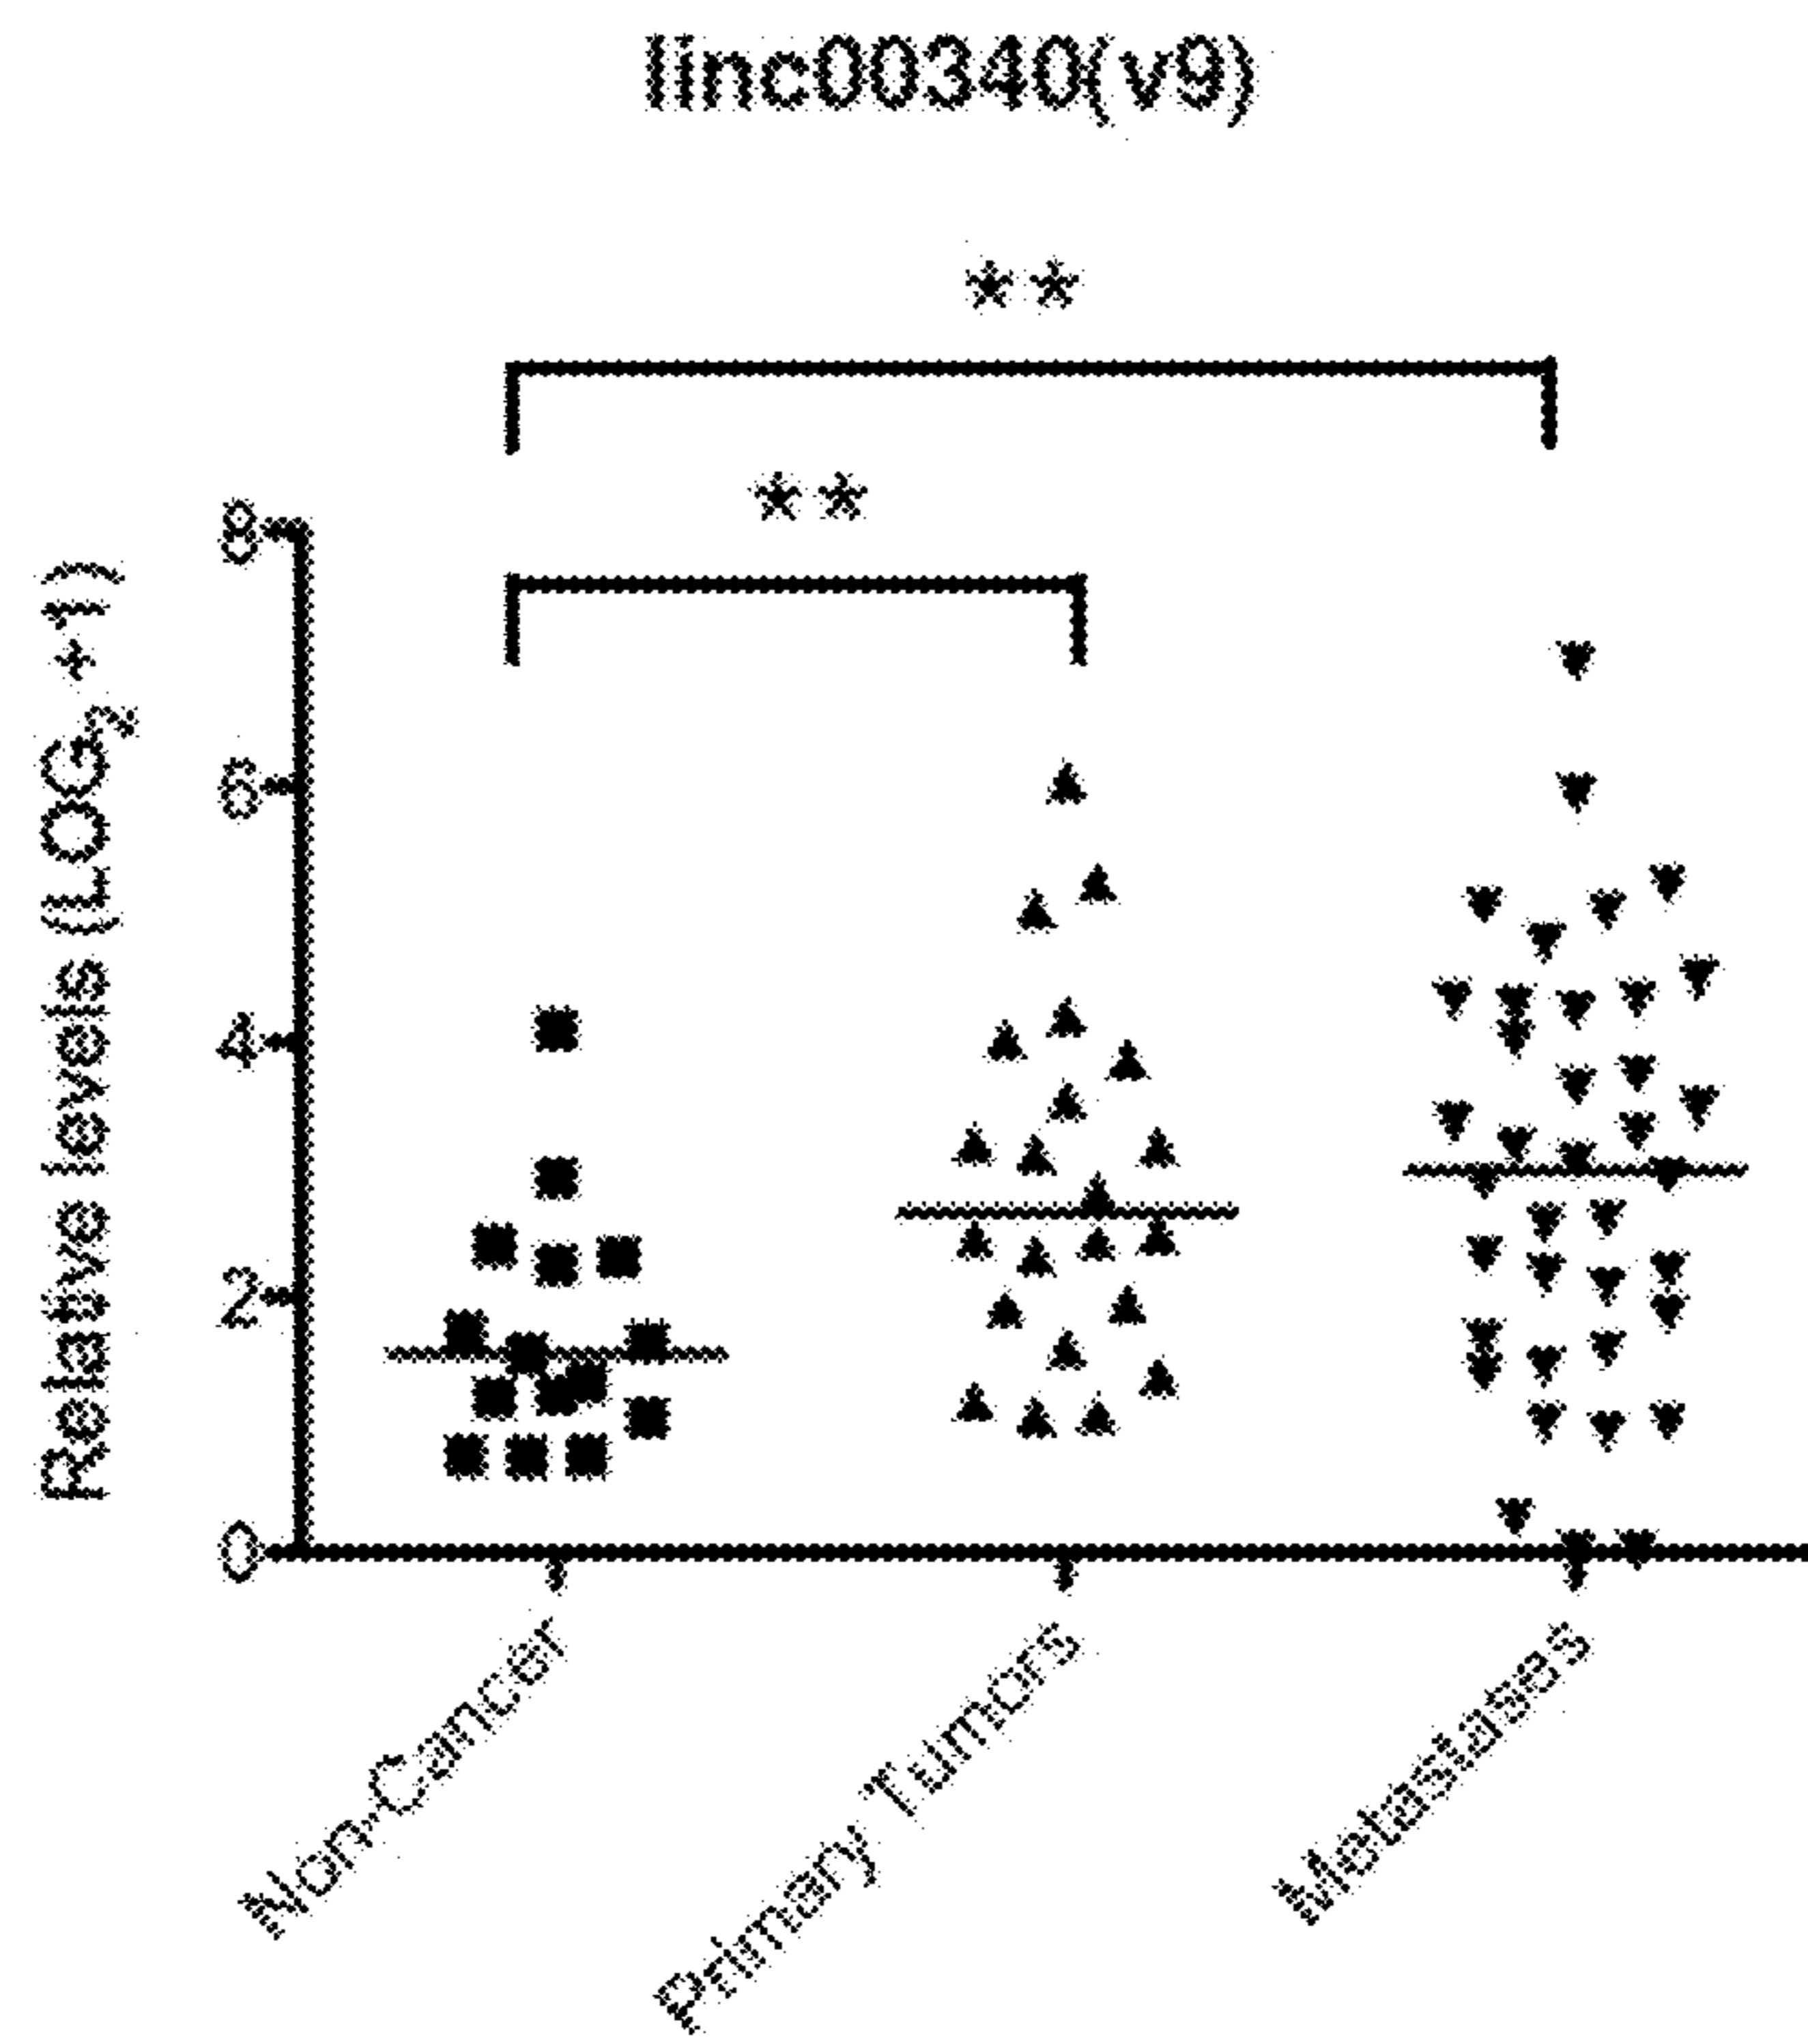 linc00340(v9)
**
**
Relative levels (LOG2 +1)
8
6
4
2
0
Non-Cancer
Primary Tumors
Metastases